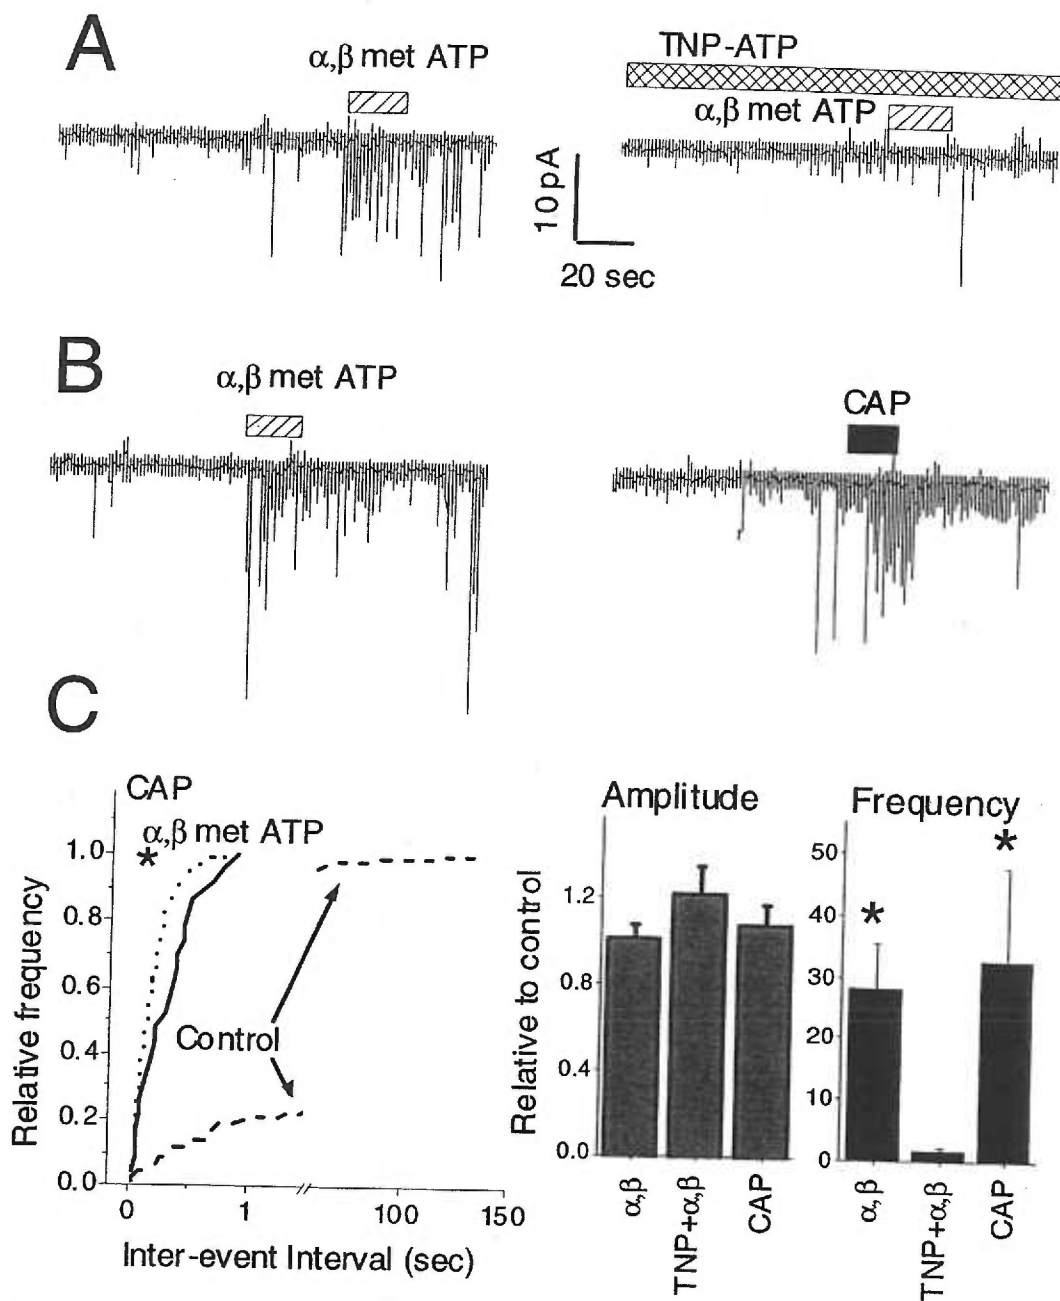 A
α,β met ATP
TNP-ATP
α,β met ATP
10 pA
20 sec
B
α,β met ATP
CAP
C
CAP
α,β met ATP
*
Control
Relative frequency
1.0
0.8
0.6
0.4
0.2
0.0
0 1 100 150
Inter-event Interval (sec)
Amplitude
Relative to control
1.2
0.8
0.4
0.0
α,β
TNP+α,β
CAP
Frequency
*
*
50
40
30
20
10
0
α,β
TNP+α,β
CAP